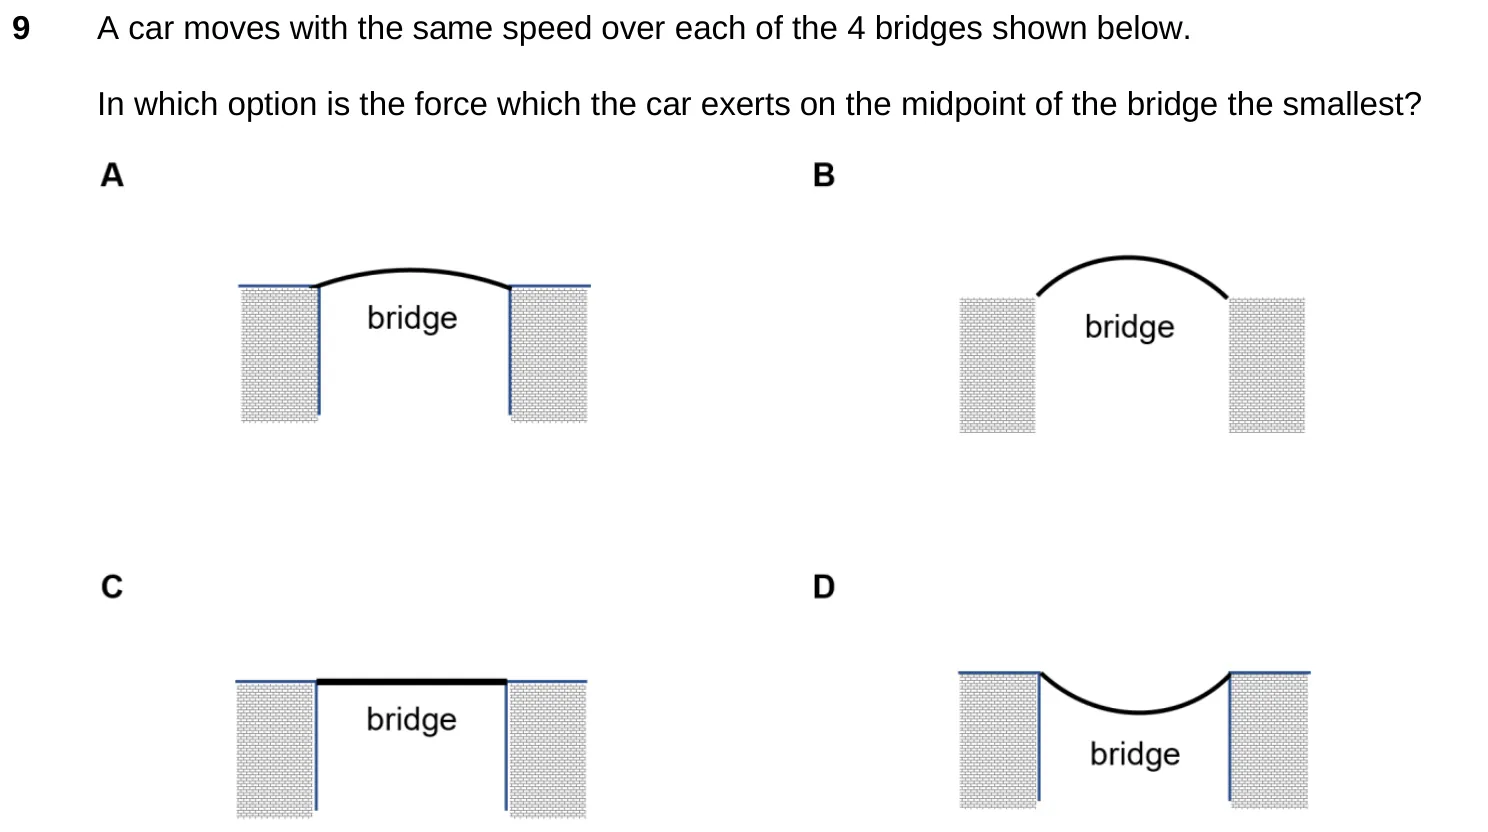 9 A car moves with the same speed over each of the 4 bridges shown below.
In which option is the force which the car exerts on the midpoint of the bridge the smallest?
A
B
bridge
bridge
C
D
bridge
bridge